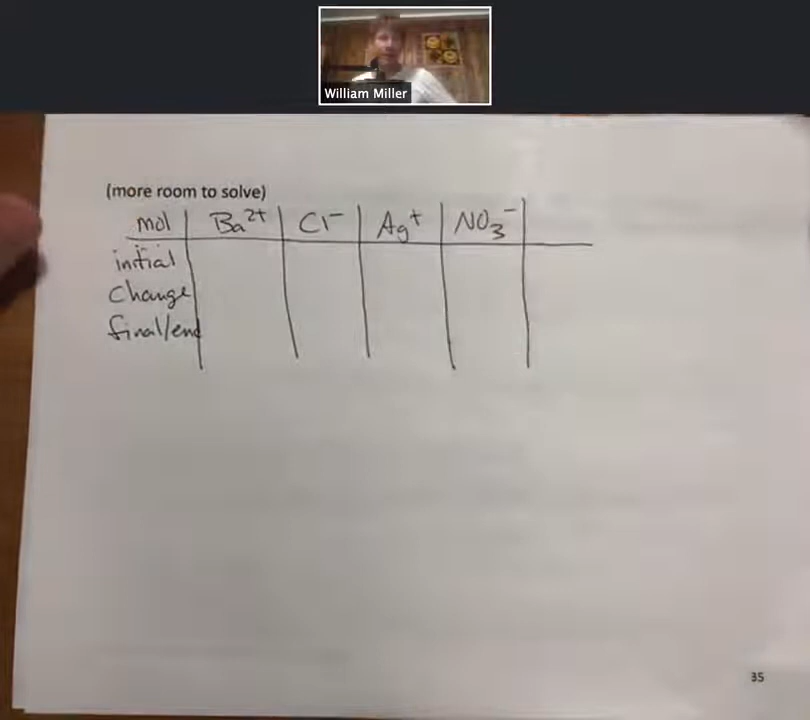 William Miller
(more room to solve)
mol Ba²⁺ Cl⁻ Ag⁺ NO₃⁻
initial
change
final/end
35